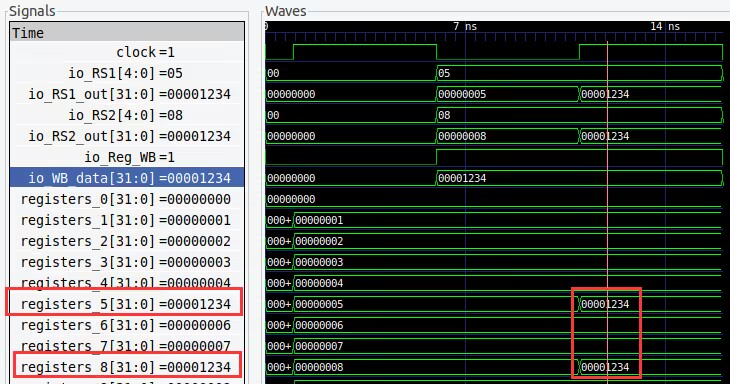 Signals Waves
Time 0 7 ns 14 ns
clock=1
io_RS1[4:0]=05 00 05
io_RS1_out[31:0]=00001234 00000000 00000005 00001234
io_RS2[4:0]=08 00 08
io_RS2_out[31:0]=00001234 00000000 00000008 00001234
io_Reg_WB=1
io_WB_data[31:0]=00001234 00000000 00001234
registers_0[31:0]=00000000 00000000
registers_1[31:0]=00000001 000+ 00000001
registers_2[31:0]=00000002 000+ 00000002
registers_3[31:0]=00000003 000+ 00000003
registers_4[31:0]=00000004 000+ 00000004
registers_5[31:0]=00001234 000+ 00000005 00001234
registers_6[31:0]=00000006 000+ 00000006
registers_7[31:0]=00000007 000+ 00000007
registers_8[31:0]=00001234 000+ 00000008 00001234